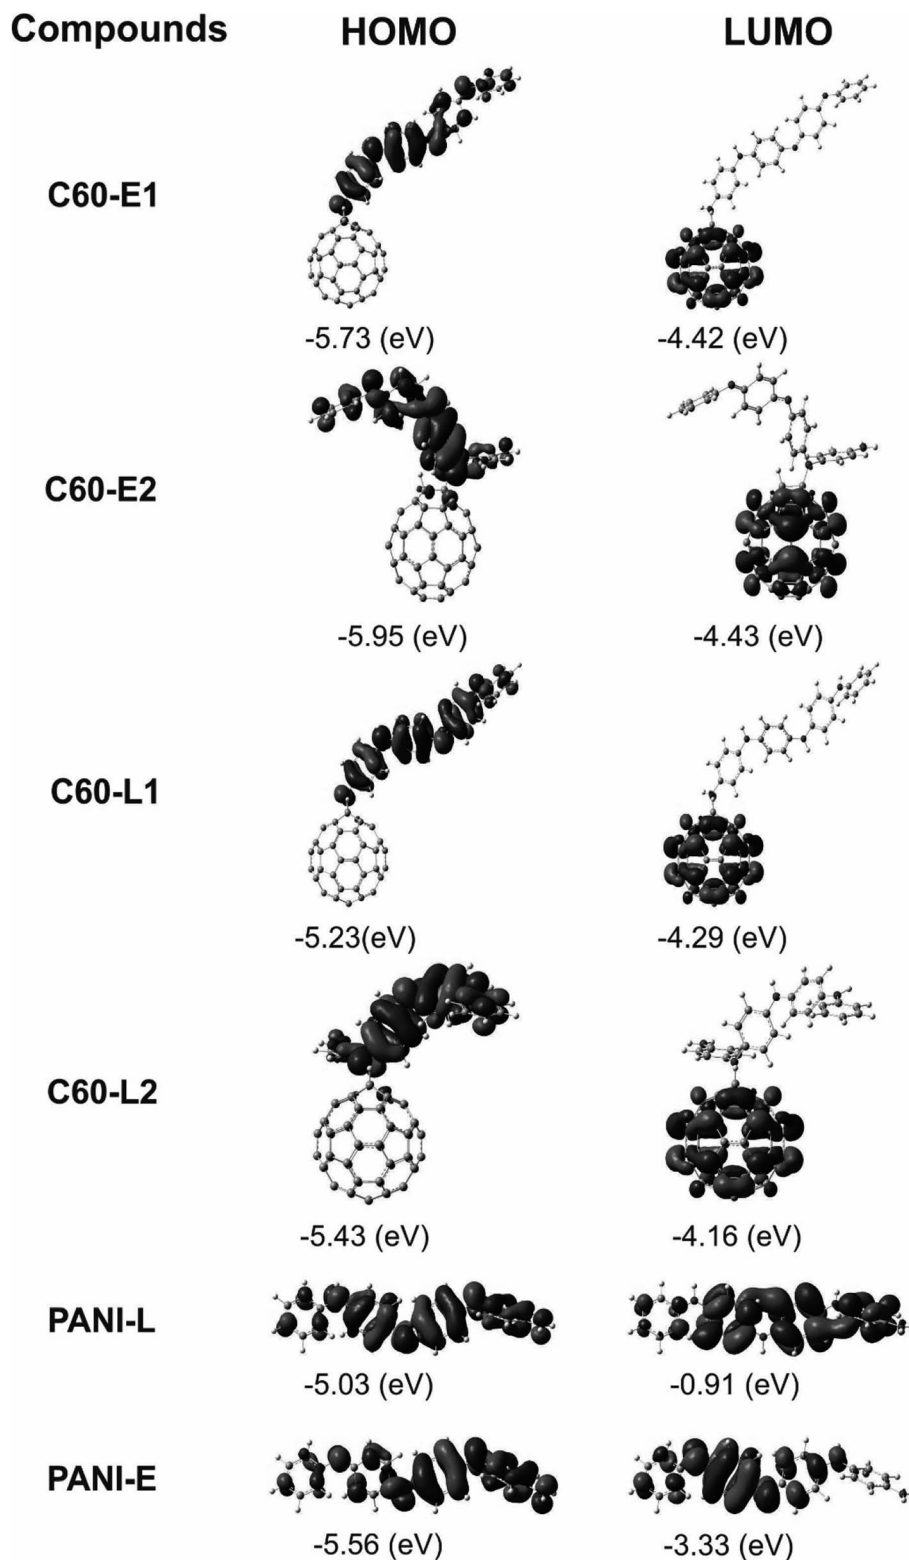 Compounds HOMO LUMO
C60-E1
-5.73 (eV) -4.42 (eV)
C60-E2
-5.95 (eV) -4.43 (eV)
C60-L1
-5.23(eV) -4.29 (eV)
C60-L2
-5.43 (eV) -4.16 (eV)
PANI-L
-5.03 (eV) -0.91 (eV)
PANI-E
-5.56 (eV) -3.33 (eV)